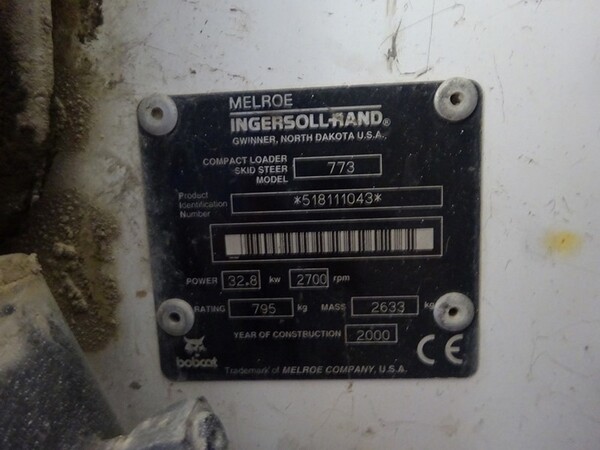 MELROE
INGERSOLL-RAND®
GWINNER, NORTH DAKOTA U.S.A.
COMPACT LOADER
SKID STEER
MODEL 773
Product
Identification *518111043*
Number
POWER 32.8 kw 2700 rpm
RATING 795 kg MASS 2633 kg
YEAR OF CONSTRUCTION 2000
bobcat CE
Trademark of MELROE COMPANY, U.S.A.